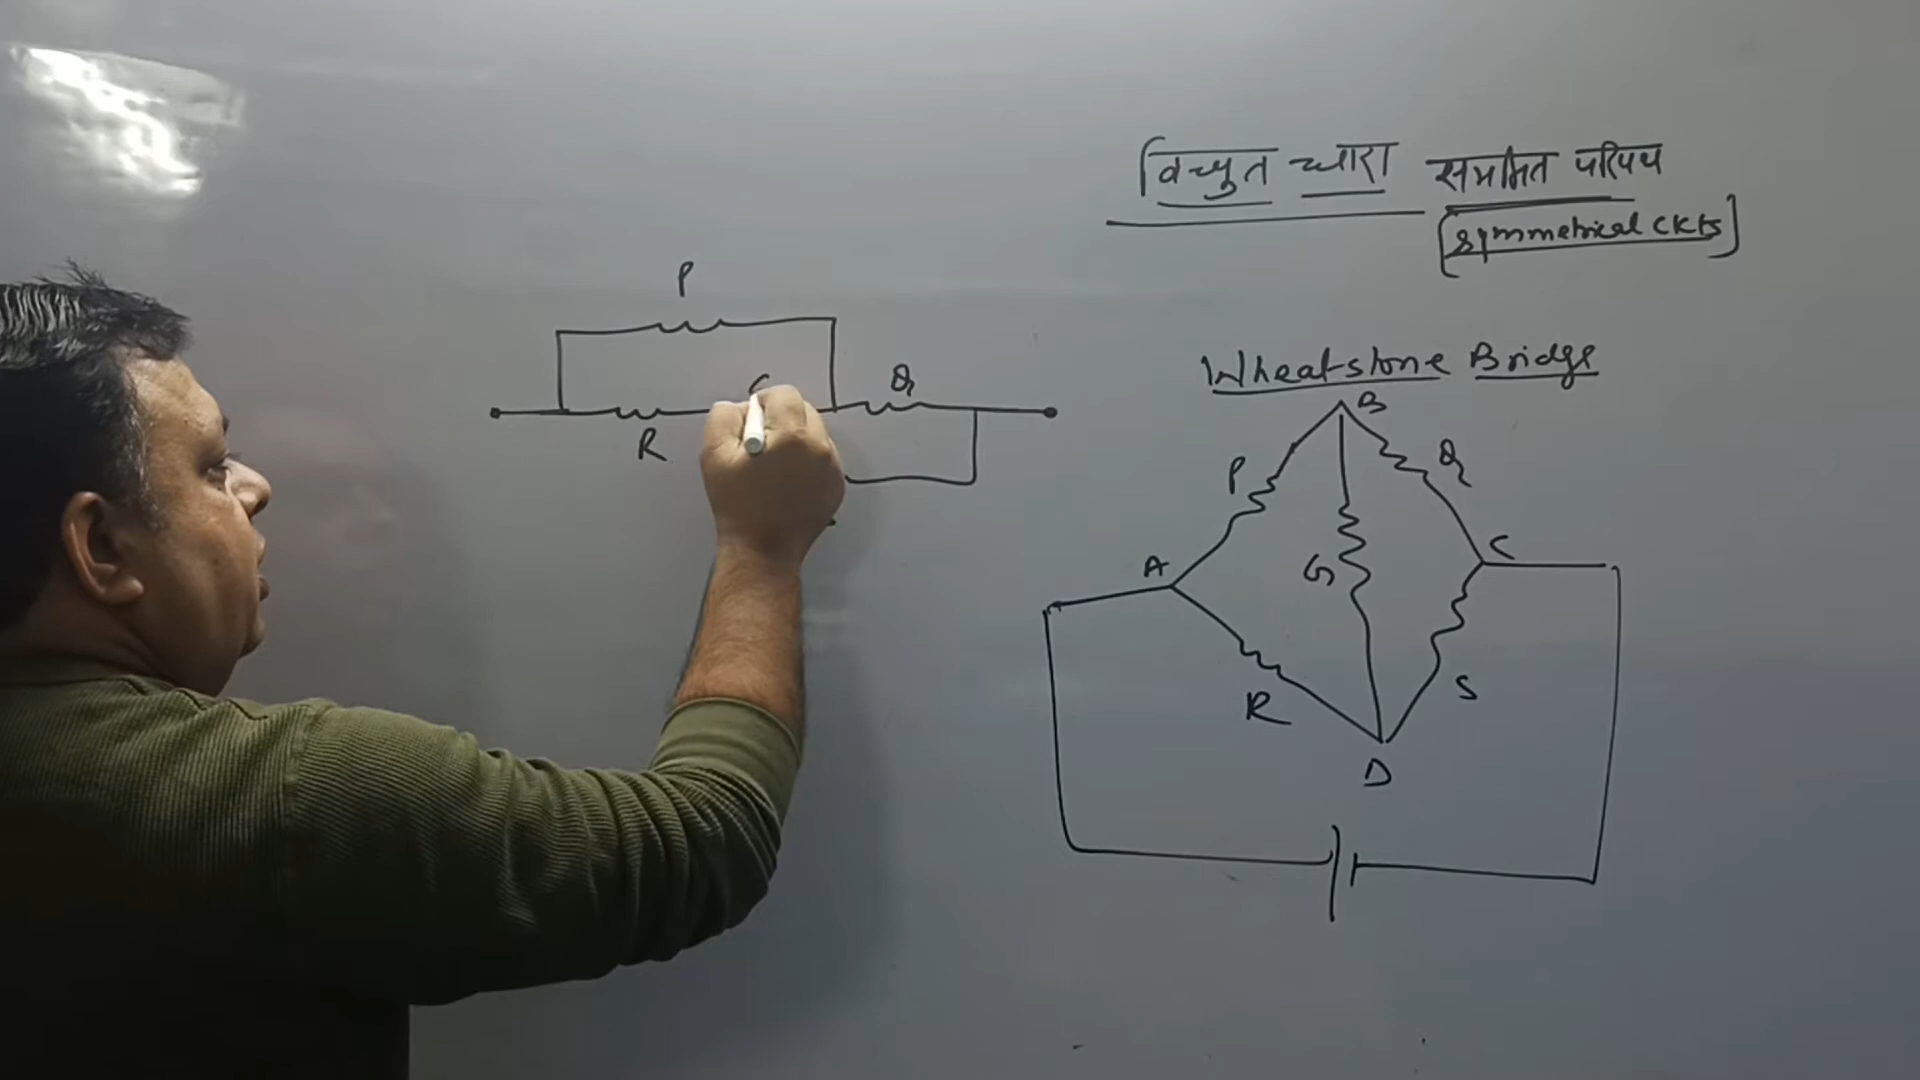 विद्युत धारा समामित परिपथ
[Symmetrical CKts]
Wheatstone Bridge
P
R
Q
B
P
Q
A
G
C
R
S
D